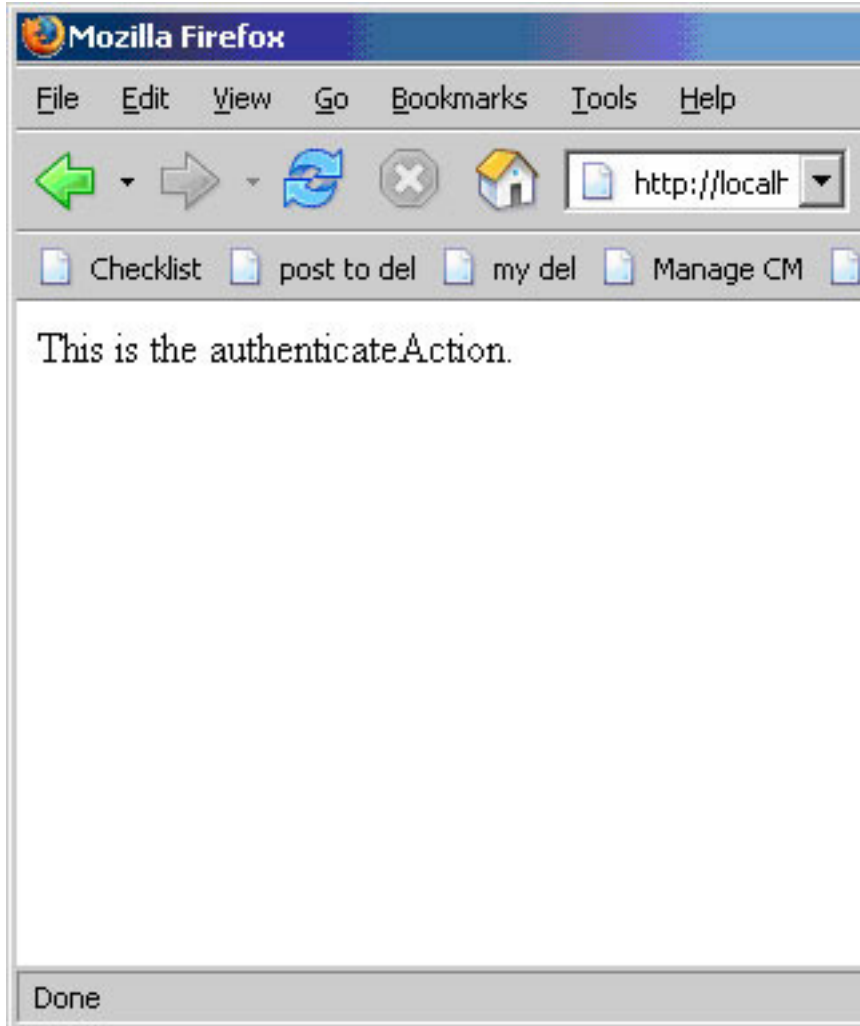 Mozilla Firefox
File Edit View Go Bookmarks Tools Help
http://localh
Checklist post to del my del Manage CM
This is the authenticateAction.
Done